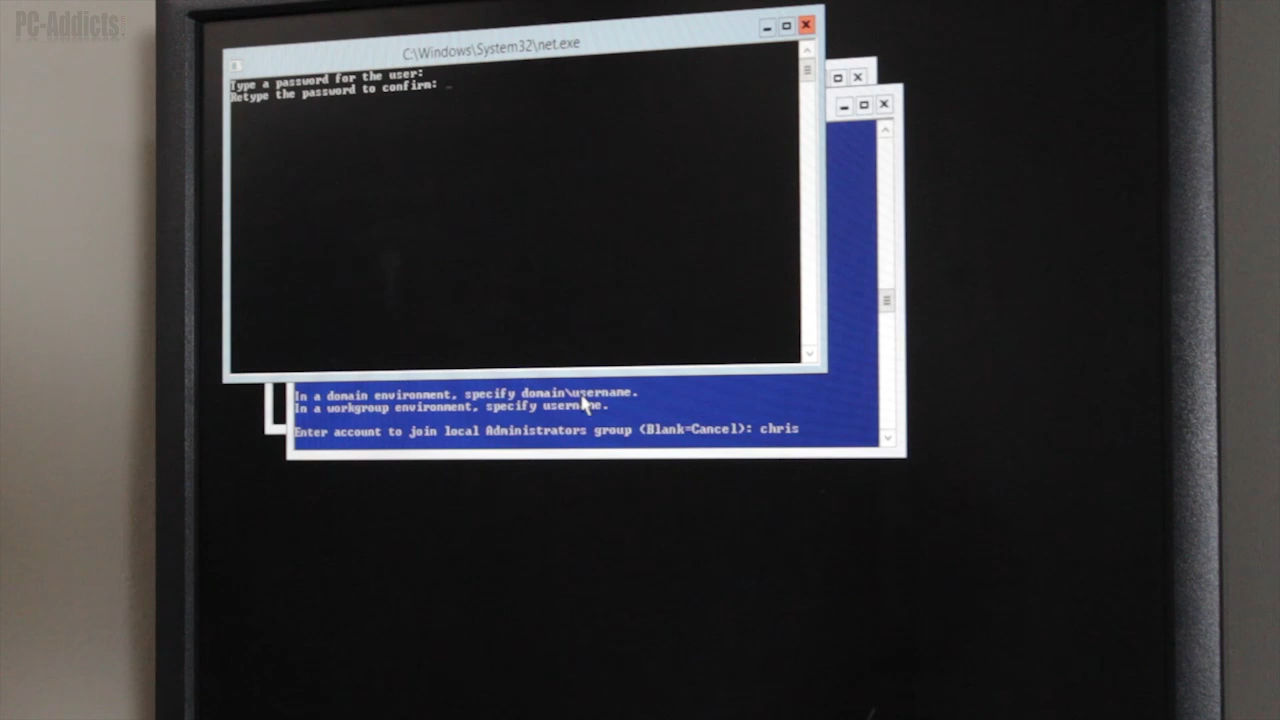 PC-Addicts
C:\Windows\System32\net.exe
Type a password for the user:
Retype the password to confirm: _
In a domain environment, specify domain\username.
In a workgroup environment, specify username.
Enter account to join local Administrators group (Blank=Cancel): chris